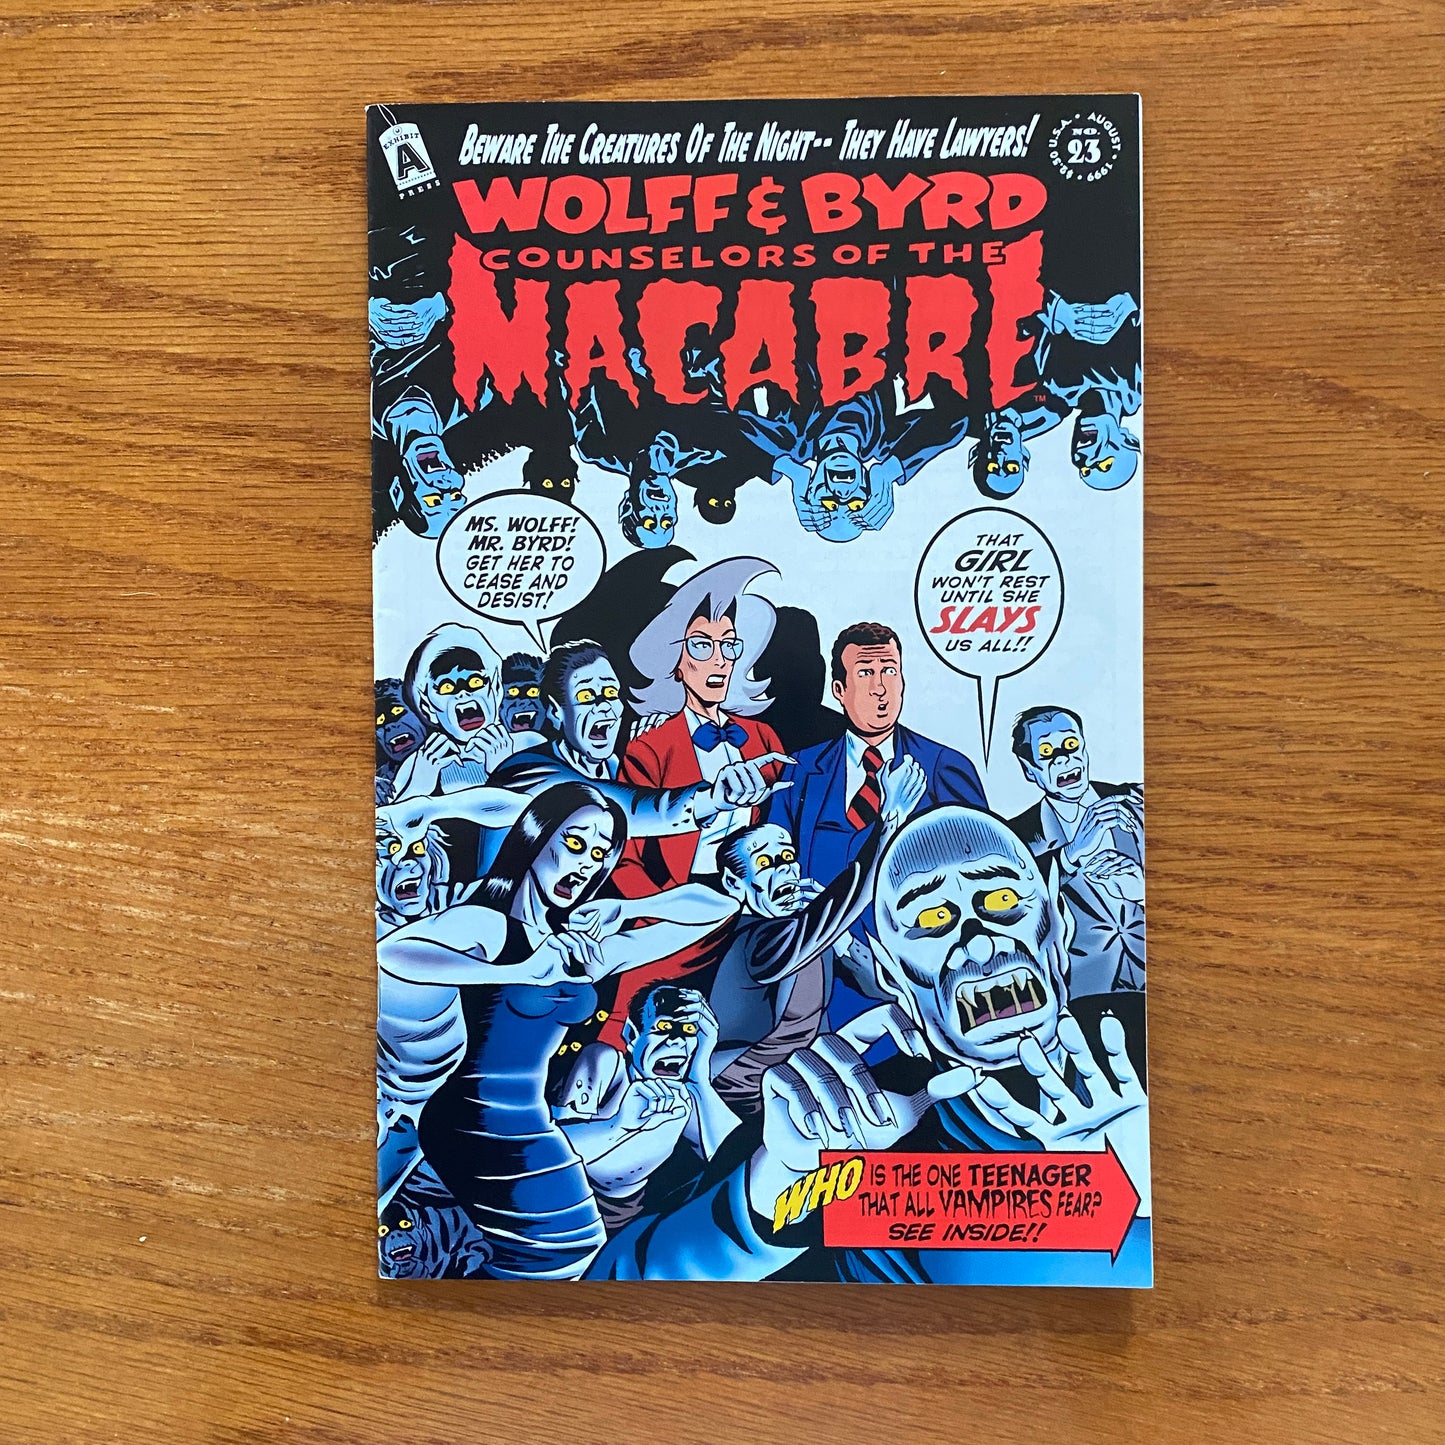 EXHIBIT
A
PRESS
BEWARE THE CREATURES OF THE NIGHT-- THEY HAVE LAWYERS!
$2.50 U.S.A. • AUGUST 1999 •
NO.
23
WOLFF & BYRD
COUNSELORS OF THE
MACABRE
TM
MS. WOLFF!
MR. BYRD!
GET HER TO
CEASE AND
DESIST!
THAT
GIRL
WON'T REST
UNTIL SHE
SLAYS
US ALL!!
WHO IS THE ONE TEENAGER
THAT ALL VAMPIRES FEAR?
SEE INSIDE!!